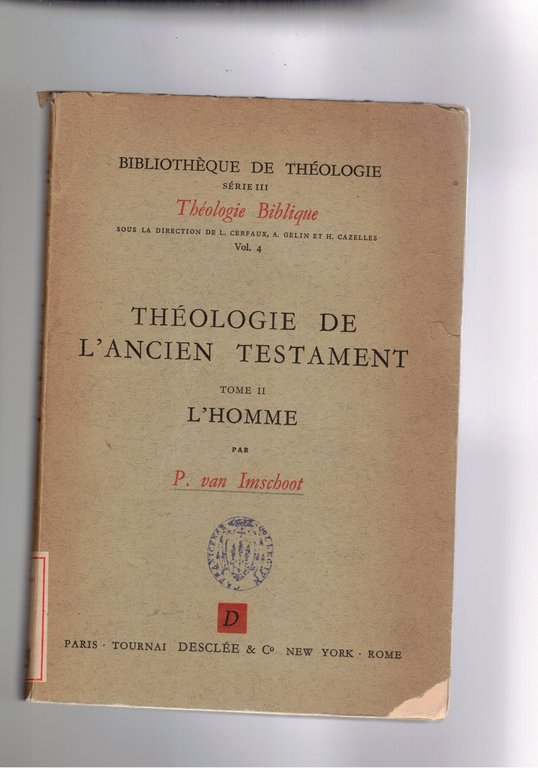 BIBLIOTHÈQUE DE THÉOLOGIE
SÉRIE III
Théologie Biblique
SOUS LA DIRECTION DE L. CERFAUX, A. GELIN ET H. CAZELLES
Vol. 4
THÉOLOGIE DE
L'ANCIEN TESTAMENT
TOME II
L'HOMME
PAR
P. van Imschoot
D
PARIS · TOURNAI DESCLÉE & Co NEW YORK · ROME